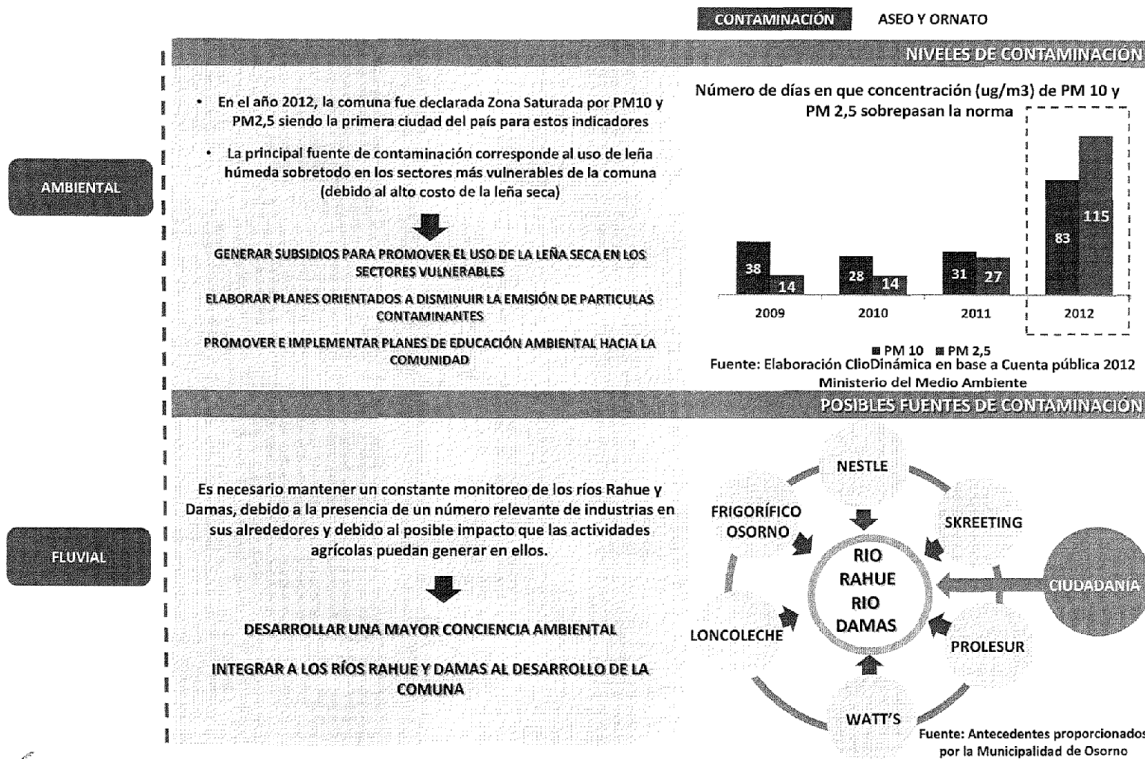 CONTAMINACIÓN ASEO Y ORNATO
NIVELES DE CONTAMINACIÓN
AMBIENTAL
• En el año 2012, la comuna fue declarada Zona Saturada por PM10 y
PM2,5 siendo la primera ciudad del país para estos indicadores
• La principal fuente de contaminación corresponde al uso de leña
húmeda sobretodo en los sectores más vulnerables de la comuna
(debido al alto costo de la leña seca)
GENERAR SUBSIDIOS PARA PROMOVER EL USO DE LA LEÑA SECA EN LOS
SECTORES VULNERABLES
ELABORAR PLANES ORIENTADOS A DISMINUIR LA EMISIÓN DE PARTICULAS
CONTAMINANTES
PROMOVER E IMPLEMENTAR PLANES DE EDUCACIÓN AMBIENTAL HACIA LA
COMUNIDAD
Número de días en que concentración (ug/m3) de PM 10 y
PM 2,5 sobrepasan la norma
38
14
28
14
31
27
83
115
2009 2010 2011 2012
PM 10 PM 2,5
Fuente: Elaboración ClioDinámica en base a Cuenta pública 2012
Ministerio del Medio Ambiente
POSIBLES FUENTES DE CONTAMINACIÓN
FLUVIAL
Es necesario mantener un constante monitoreo de los ríos Rahue y
Damas, debido a la presencia de un número relevante de industrias en
sus alrededores y debido al posible impacto que las actividades
agrícolas puedan generar en ellos.
DESARROLLAR UNA MAYOR CONCIENCIA AMBIENTAL
INTEGRAR A LOS RÍOS RAHUE Y DAMAS AL DESARROLLO DE LA
COMUNA
NESTLE
FRIGORÍFICO
OSORNO
SKREETING
RIO
RAHUE
RIO
DAMAS
CIUDADANÍA
LONCOLECHE
PROLESUR
WATT'S
Fuente: Antecedentes proporcionados
por la Municipalidad de Osorno